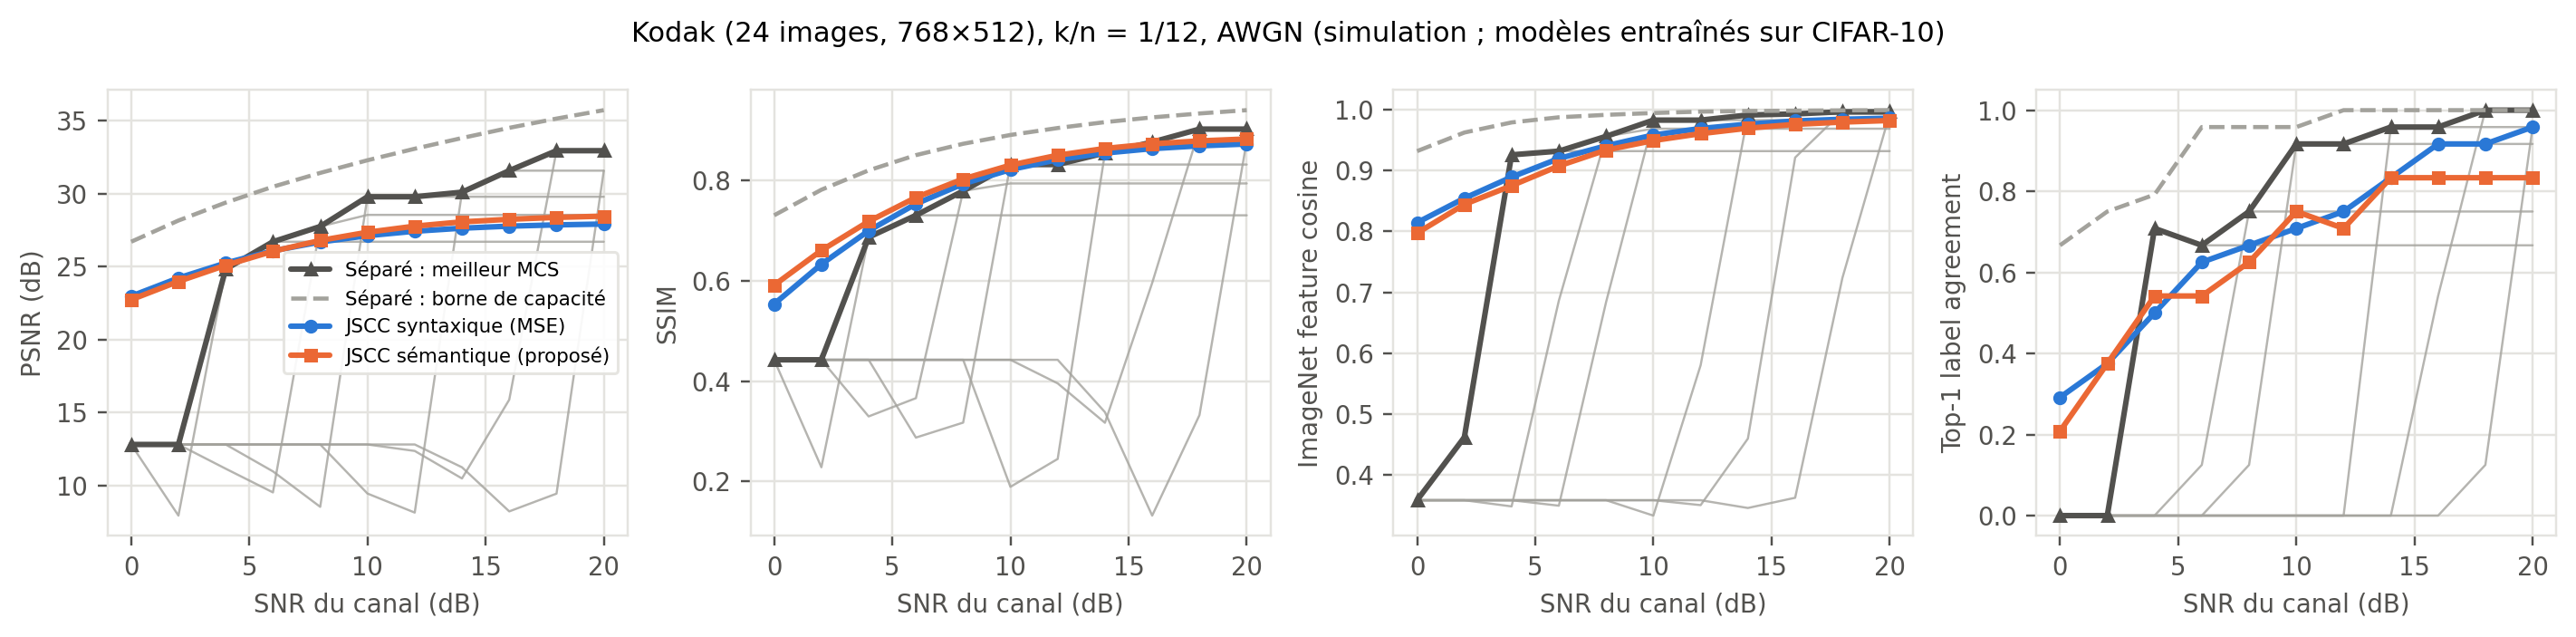 Kodak (24 images, 768×512), k/n = 1/12, AWGN (simulation ; modèles entraînés sur CIFAR-10)
PSNR (dB)
35
30
25
20
15
10
0 5 10 15 20
SNR du canal (dB)
Séparé : meilleur MCS
Séparé : borne de capacité
JSCC syntaxique (MSE)
JSCC sémantique (proposé)
SSIM
0.8
0.6
0.4
0.2
0 5 10 15 20
SNR du canal (dB)
ImageNet feature cosine
1.0
0.9
0.8
0.7
0.6
0.5
0.4
0 5 10 15 20
SNR du canal (dB)
Top-1 label agreement
1.0
0.8
0.6
0.4
0.2
0.0
0 5 10 15 20
SNR du canal (dB)